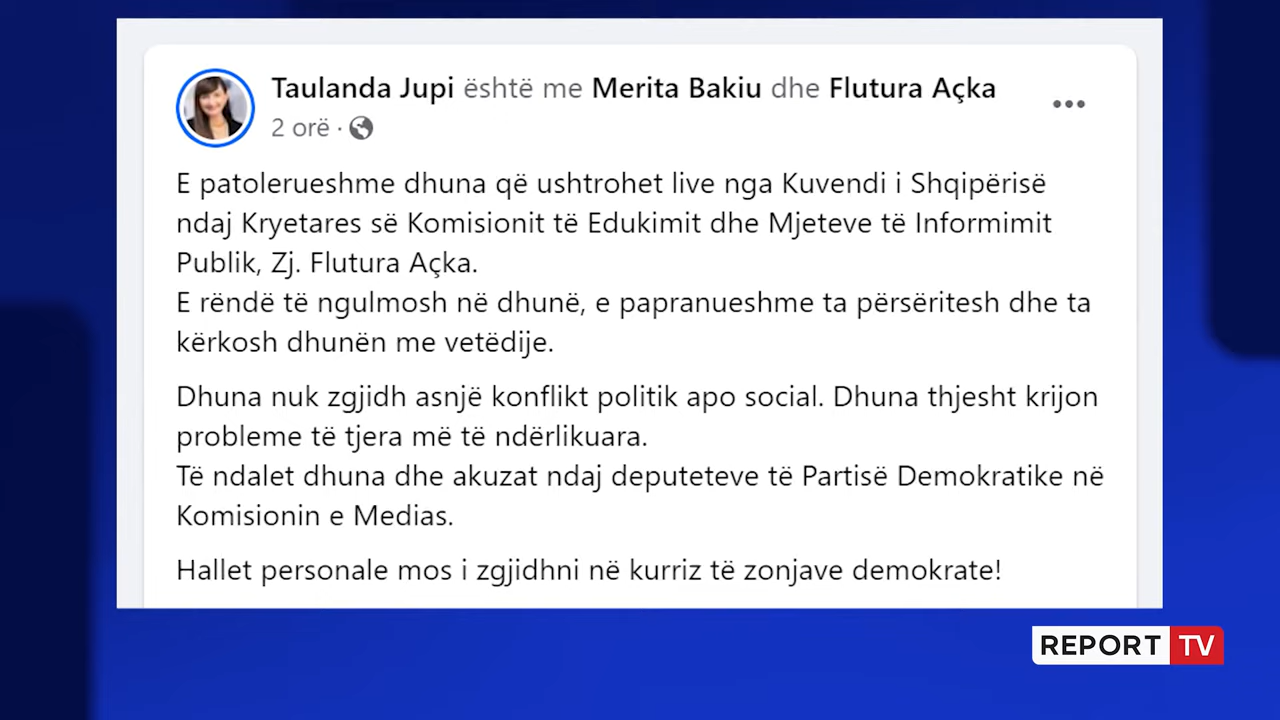 Taulanda Jupi është me Merita Bakiu dhe Flutura Açka
2 orë ·
E patolerueshme dhuna që ushtrohet live nga Kuvendi i Shqipërisë
ndaj Kryetares së Komisionit të Edukimit dhe Mjeteve të Informimit
Publik, Zj. Flutura Açka.
E rëndë të ngulmosh në dhunë, e papranueshme ta përsëritesh dhe ta
kërkosh dhunën me vetëdije.
Dhuna nuk zgjidh asnjë konflikt politik apo social. Dhuna thjesht krijon
probleme të tjera më të ndërlikuara.
Të ndalet dhuna dhe akuzat ndaj deputeteve të Partisë Demokratike në
Komisionin e Medias.
Hallet personale mos i zgjidhni në kurriz të zonjave demokrate!
REPORT TV